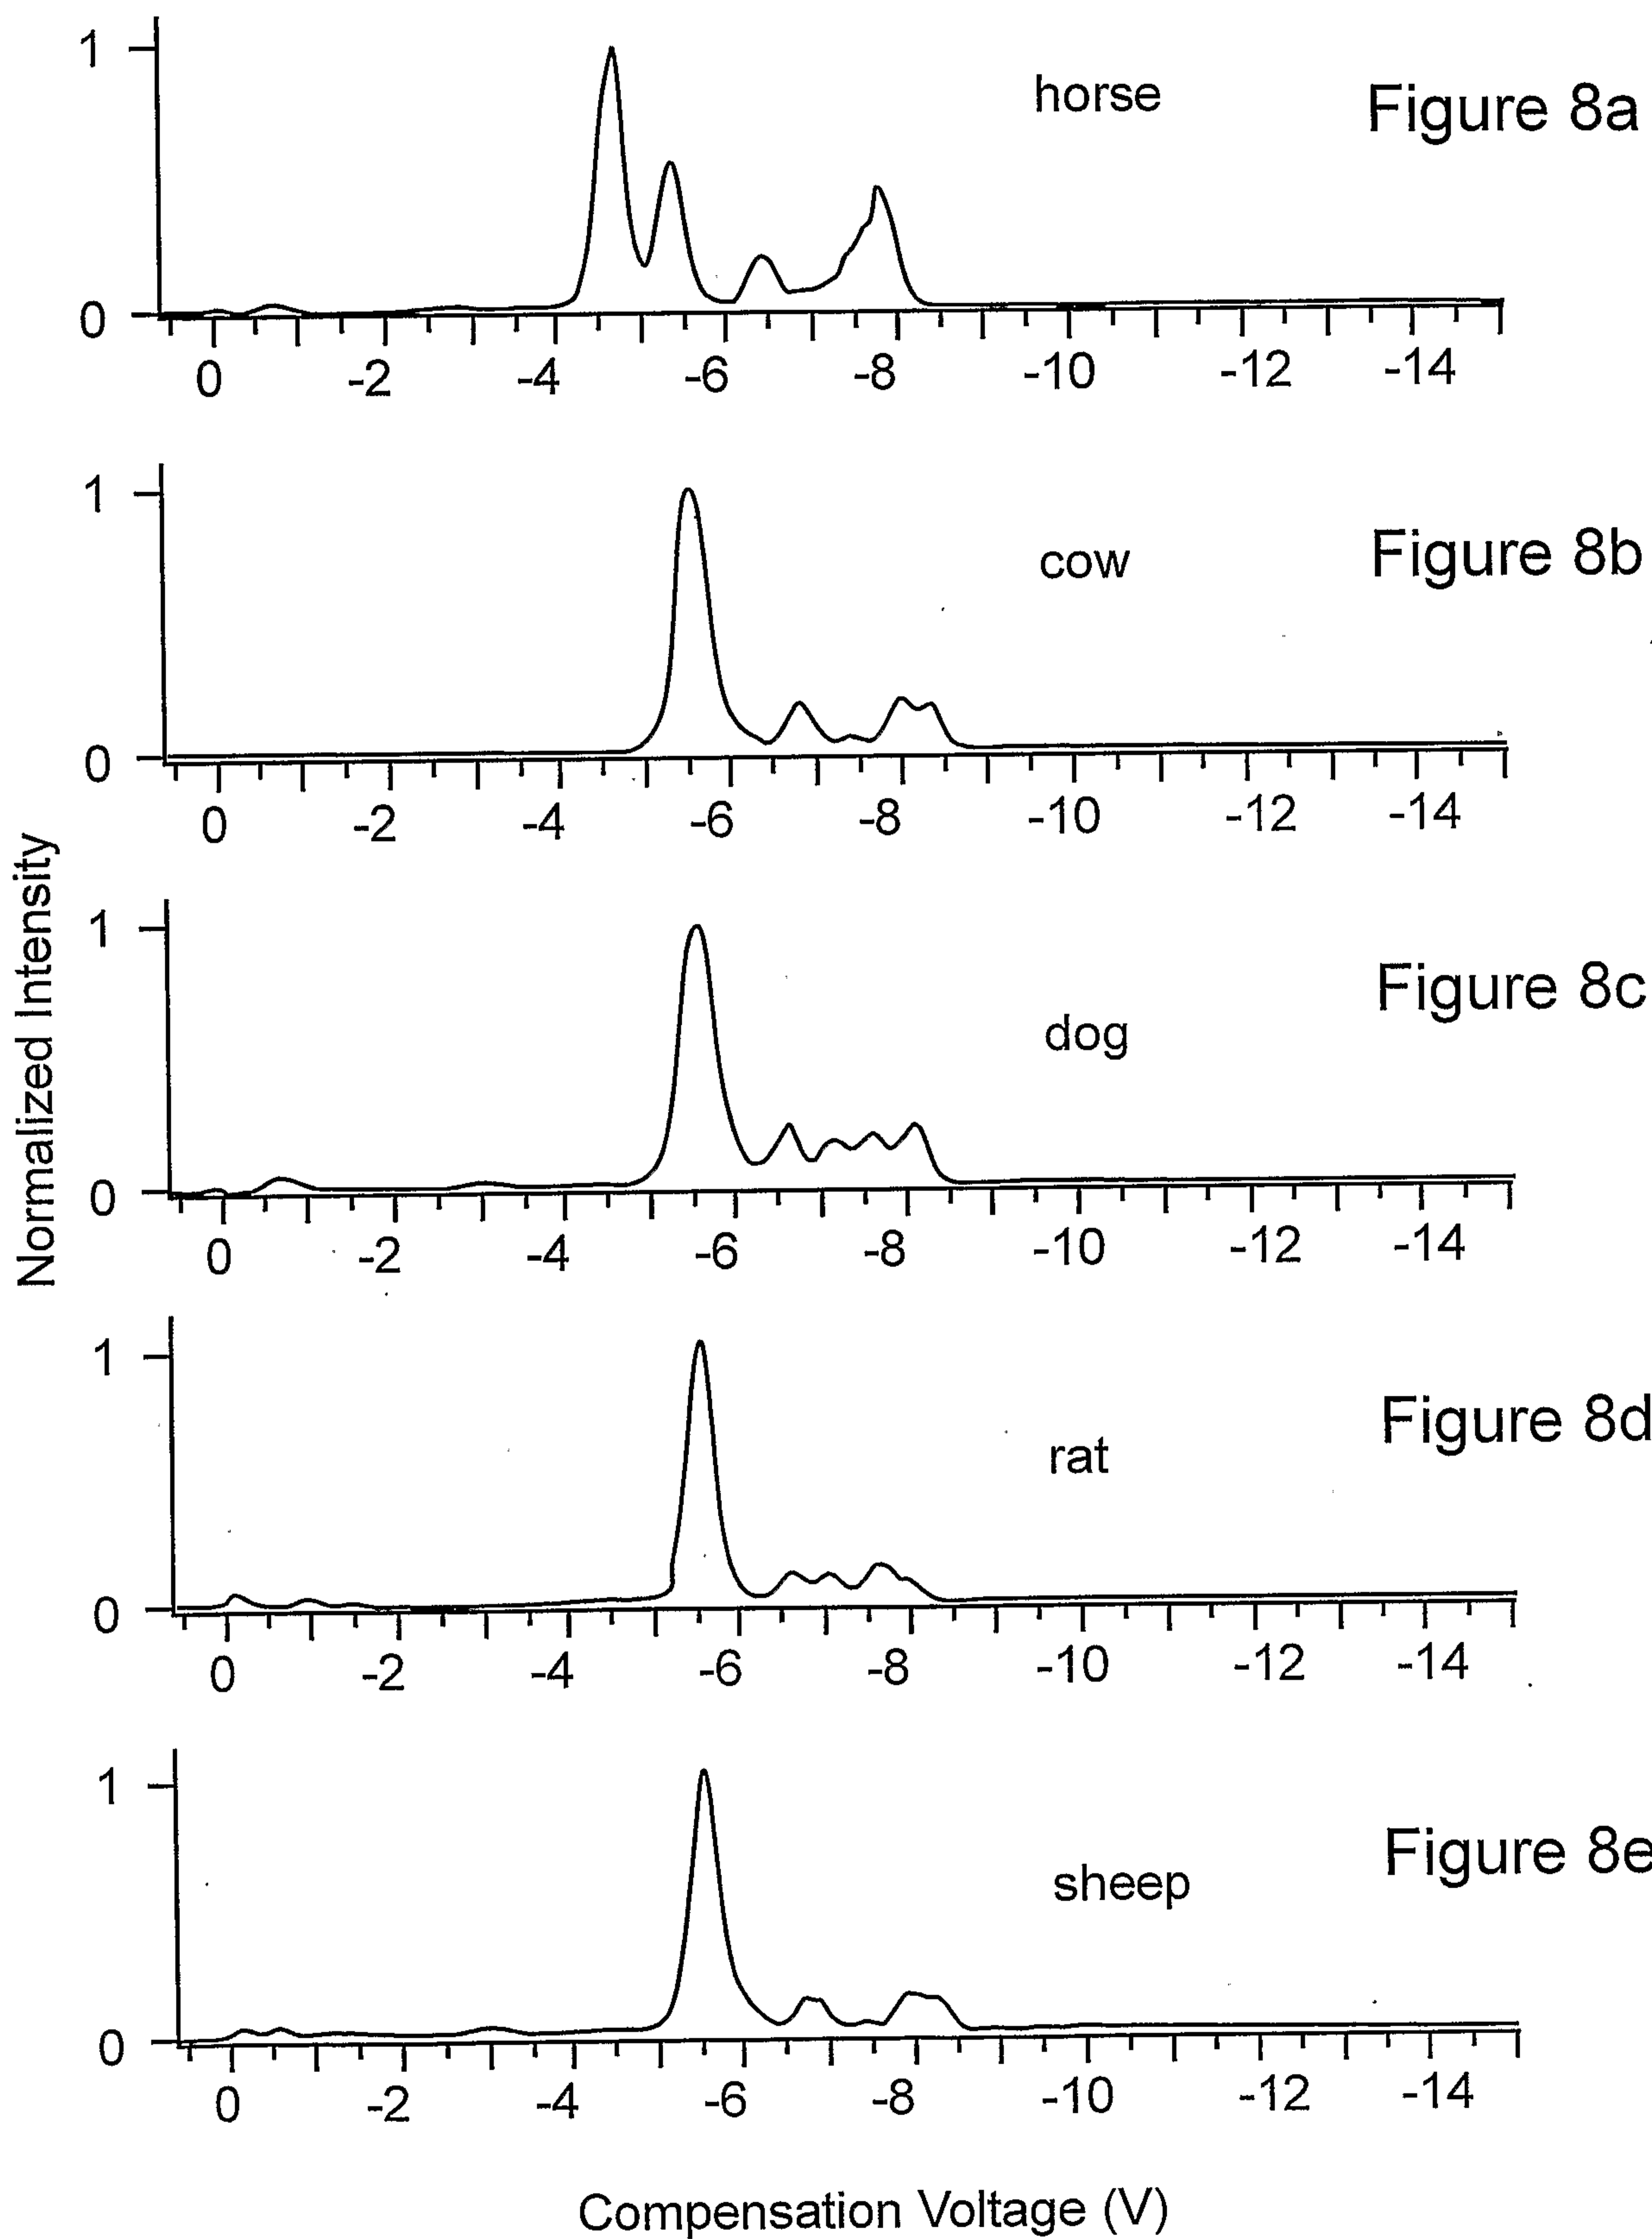 1
horse
Figure 8a
0
0 -2 -4 -6 -8 -10 -12 -14
1
cow
Figure 8b
0
0 -2 -4 -6 -8 -10 -12 -14
Normalized Intensity
1
dog
Figure 8c
0
0 -2 -4 -6 -8 -10 -12 -14
1
rat
Figure 8d
0
0 -2 -4 -6 -8 -10 -12 -14
1
sheep
Figure 8e
0
0 -2 -4 -6 -8 -10 -12 -14
Compensation Voltage (V)